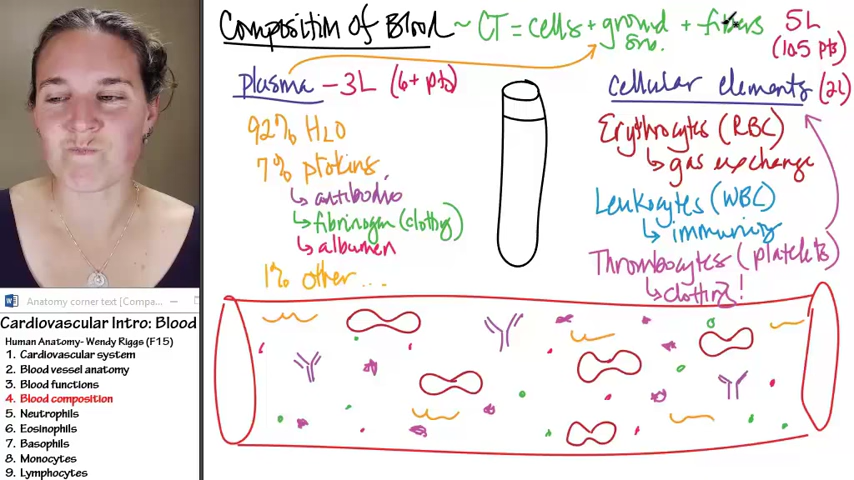 Composition of Blood ~ CT = cells + ground + fibers 5L
sno. (10.5 pts)
plasma - 3L (6+ pts) cellular elements (2L)
92% H2O
7% proteins
↳ antibodies
↳ fibrinogen (clotting)
↳ albumen
1% other...
Erythrocytes (RBC)
↳ gas exchange
Leukocytes (WBC)
↳ immunity
Thrombocytes (platelets)
↳ clotting!
Anatomy corner text [Compa...
Cardiovascular Intro: Blood
Human Anatomy- Wendy Riggs (F15)
1. Cardiovascular system
2. Blood vessel anatomy
3. Blood functions
4. Blood composition
5. Neutrophils
6. Eosinophils
7. Basophils
8. Monocytes
9. Lymphocytes